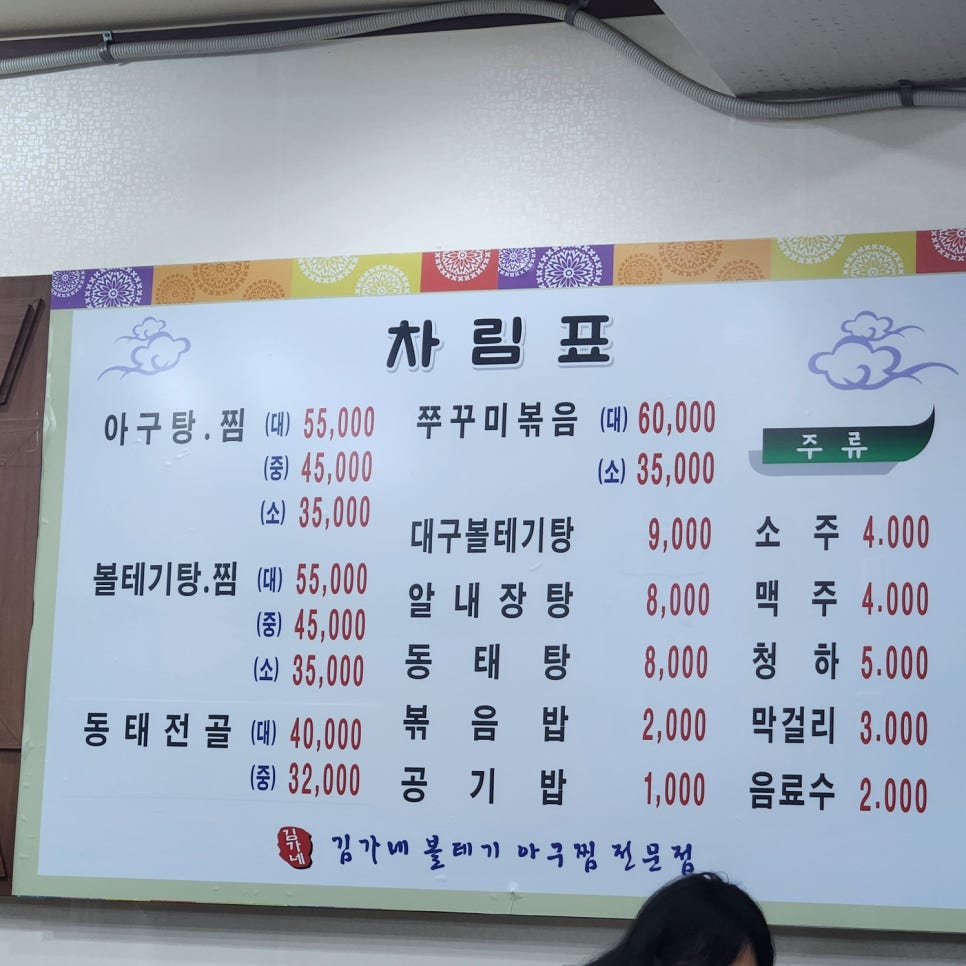 차림표
아구탕.찜 (대) 55,000
(중) 45,000
(소) 35,000
볼테기탕.찜 (대) 55,000
(중) 45,000
(소) 35,000
동태전골 (대) 40,000
(중) 32,000
쭈꾸미볶음 (대) 60,000
(소) 35,000
대구볼테기탕 9,000
알내장탕 8,000
동태탕 8,000
볶음밥 2,000
공기밥 1,000
주류
소주 4.000
맥주 4.000
청하 5.000
막걸리 3.000
음료수 2.000
김가네
김가네 볼테기 아구찜 전문점